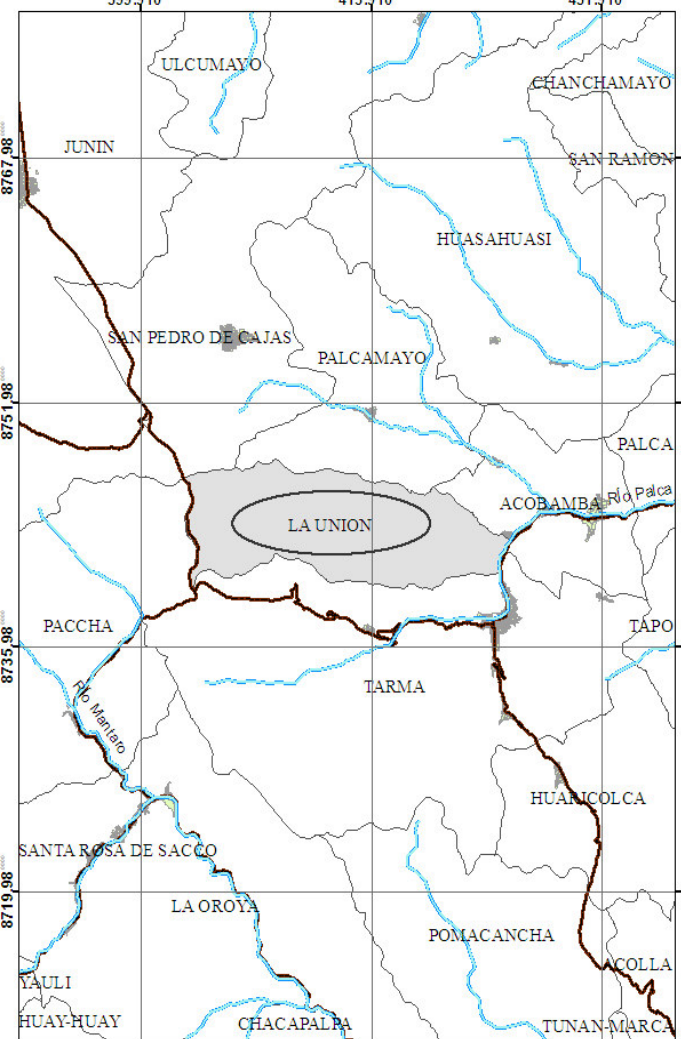 ULCUMAYO
CHANCHAMAYO
JUNIN
SAN RAMON
8767.98
HUASAHUASI
SAN PEDRO DE CAJAS
PALCAMAYO
8751.98
PALCA
Río Palca
ACOBAMBA
LA UNION
PACCHA
TAPO
8735.98
TARMA
Río Mantaro
HUARICOLCA
SANTA ROSA DE SACCO
8719.98
LA OROYA
POMACANCHA
ACOLLA
YAULI
HUAY-HUAY
CHACAPALPA
TUNAN-MARCA